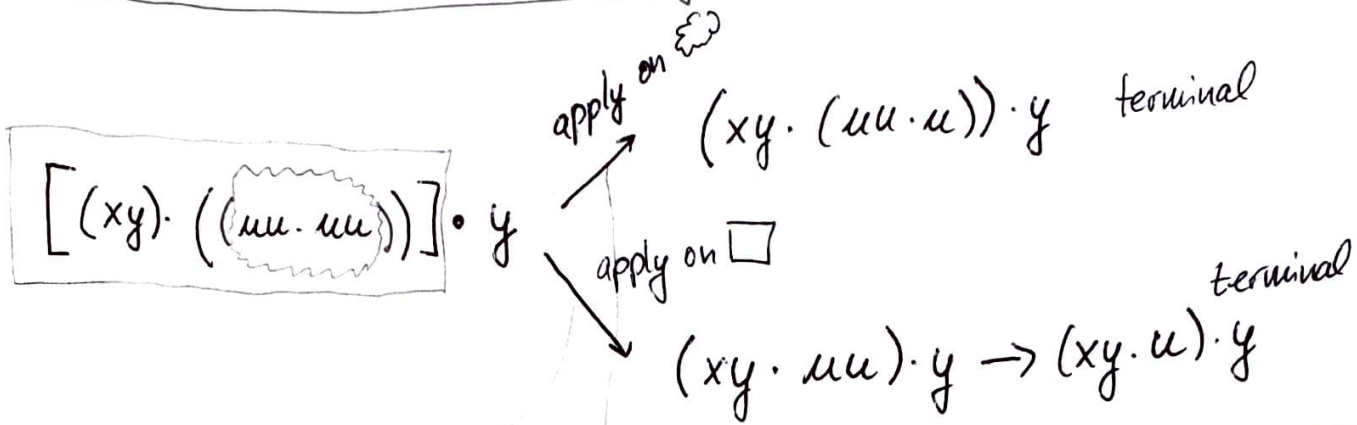 apply on
(xy · (uu · u)) · y terminal
[(xy) · ((uu · uu))] · y
apply on □
terminal
(xy · uu) · y → (xy · u) · y